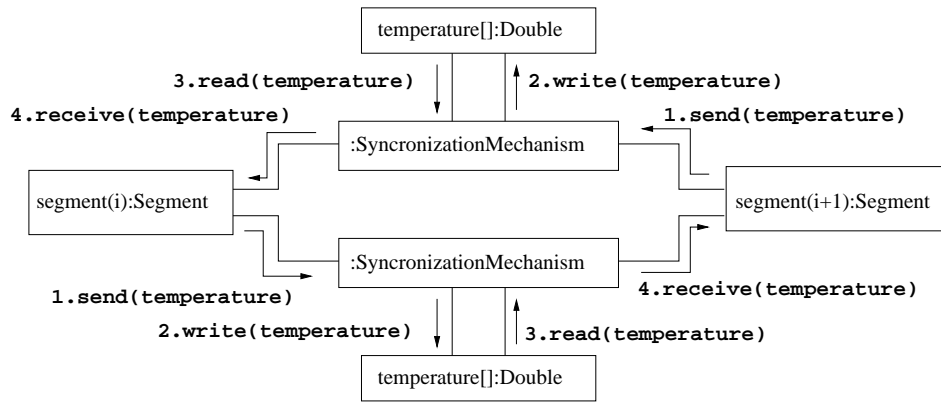 temperature[]:Double
3.read(temperature)
2.write(temperature)
4.receive(temperature)
1.send(temperature)
:SyncronizationMechanism
segment(i):Segment
segment(i+1):Segment
:SyncronizationMechanism
1.send(temperature)
4.receive(temperature)
2.write(temperature)
3.read(temperature)
temperature[]:Double